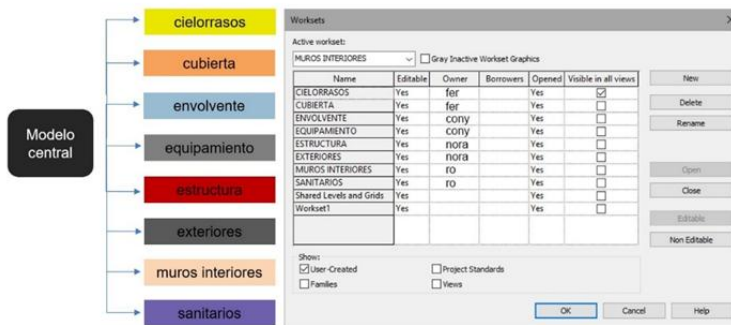 Modelo
central
cielorrasos
cubierta
envolvente
equipamiento
estructura
exteriores
muros interiores
sanitarios
Worksets
Active workset:
MUROS INTERIORES Gray Inactive Workset Graphics
Name Editable Owner Borrowers Opened Visible in all views
CIELORRASOS Yes fer Yes
CUBIERTA Yes fer Yes
ENVOLVENTE Yes cony Yes
EQUIPAMIENTO Yes cony Yes
ESTRUCTURA Yes nora Yes
EXTERIORES Yes nora Yes
MUROS INTERIORES Yes ro Yes
SANITARIOS Yes ro Yes
Shared Levels and Grids Yes Yes
Workset1 Yes Yes
New
Delete
Rename
Open
Close
Editable
Non Editable
Show:
User-Created Project Standards
Families Views
OK Cancel Help